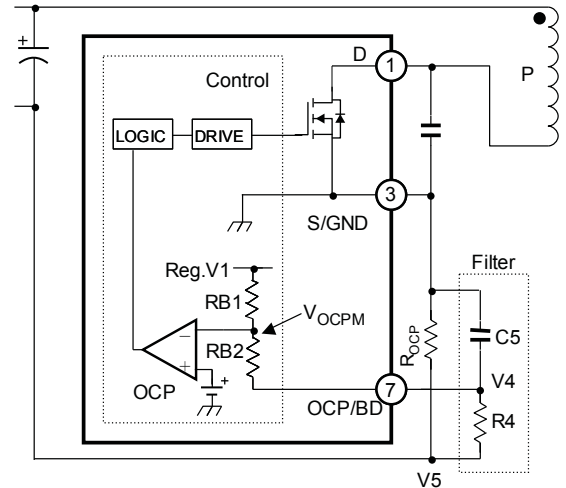 +
D
1
P
Control
LOGIC
DRIVE
3
S/GND
Filter
Reg.V1
RB1
VOCPM
ROCP
C5
RB2
−
+
+
OCP
7
V4
OCP/BD
R4
V5